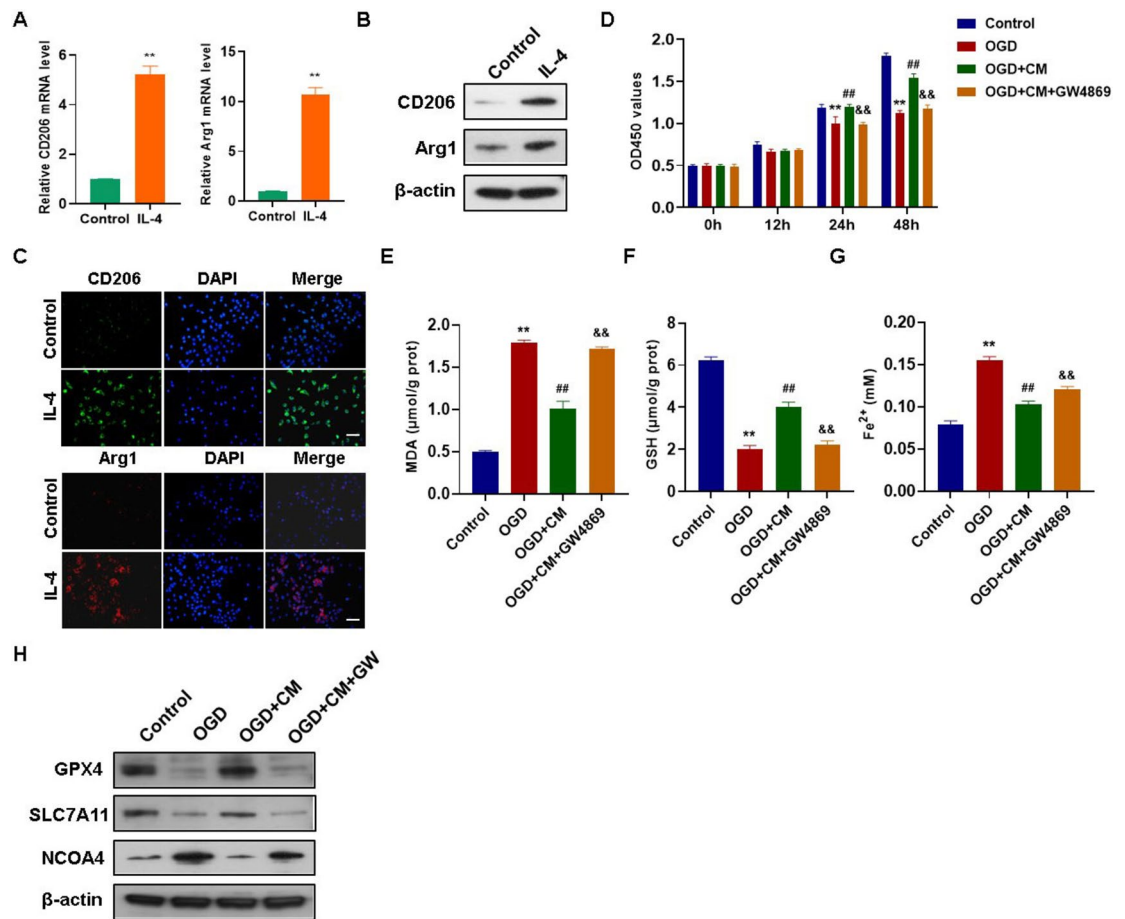 A
Relative CD206 mRNA level
6
4
2
0
**
Control IL-4
Relative Arg1 mRNA level
15
10
5
0
**
Control IL-4
B
Control
IL-4
CD206
Arg1
β-actin
D
Control
OGD
OGD+CM
OGD+CM+GW4869
OD450 values
2.0
1.5
1.0
0.5
0.0
** ## &&
** ## &&
0h 12h 24h 48h
C
CD206 DAPI Merge
Control
IL-4
Arg1 DAPI Merge
Control
IL-4
E
MDA (μmol/g prot)
2.0
1.5
1.0
0.5
0.0
** ## &&
Control
OGD
OGD+CM
OGD+CM+GW4869
F
GSH (μmol/g prot)
8
6
4
2
0
** ## &&
Control
OGD
OGD+CM
OGD+CM+GW4869
G
Fe2+ (mM)
0.20
0.15
0.10
0.05
0.00
** ## &&
Control
OGD
OGD+CM
OGD+CM+GW4869
H
Control
OGD
OGD+CM
OGD+CM+GW
GPX4
SLC7A11
NCOA4
β-actin